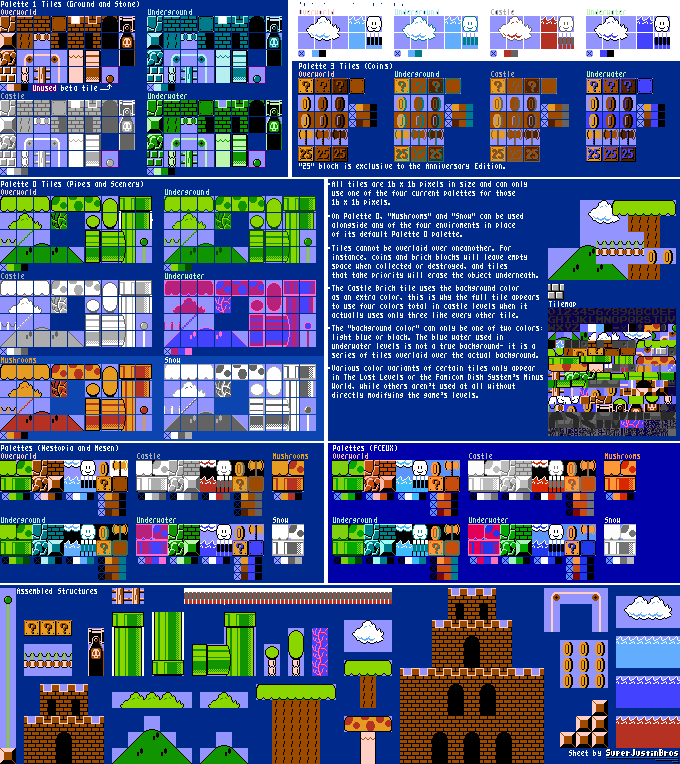 Palette 1 Tiles (Ground and Stone)
Overworld
Underground
Unused beta tile
Castle
Underwater
Overworld
Underground
Castle
Underwater
Palette 3 Tiles (Coins)
Overworld
Underground
Castle
Underwater
"25" block is exclusive to the Anniversary Edition.
Palette 0 Tiles (Pipes and Scenery)
Overworld
Underground
Castle
Underwater
Mushrooms
Snow
•All tiles are 16 x 16 pixels in size and can only
use one of the four current palettes for those
16 x 16 pixels.
•On Palette 0, "Mushrooms" and "Snow" can be used
alongside any of the four enviroments in place
of its default Palette 0 palette.
•Tiles cannot be overlaid over oneanother. For
instance, coins and brick blocks will leave empty
space when collected or destroyed, and tiles
that take priority will erase the object underneath.
•The Castle Brick tile uses the background color
as an extra color, this is why the full tile appears
to use four colors total in castle levels when it
actually uses only three like every other tile.
•The "background color" can only be one of two colors:
light blue or black. The blue water used in
underwater levels is not a true background- it is a
series of tiles overlaid over the actual background.
•Various color variants of certain tiles only appear
in The Lost Levels or the Famicom Disk System's Minus
World, while others aren't used at all without
directly modifying the game's levels.
Tilemap
Palettes (Nestopia and Mesen)
Overworld
Castle
Mushrooms
Underground
Underwater
Snow
Palettes (FCEUX)
Overworld
Castle
Mushrooms
Underground
Underwater
Snow
Assembled Structures
Sheet by SuperJustinBros